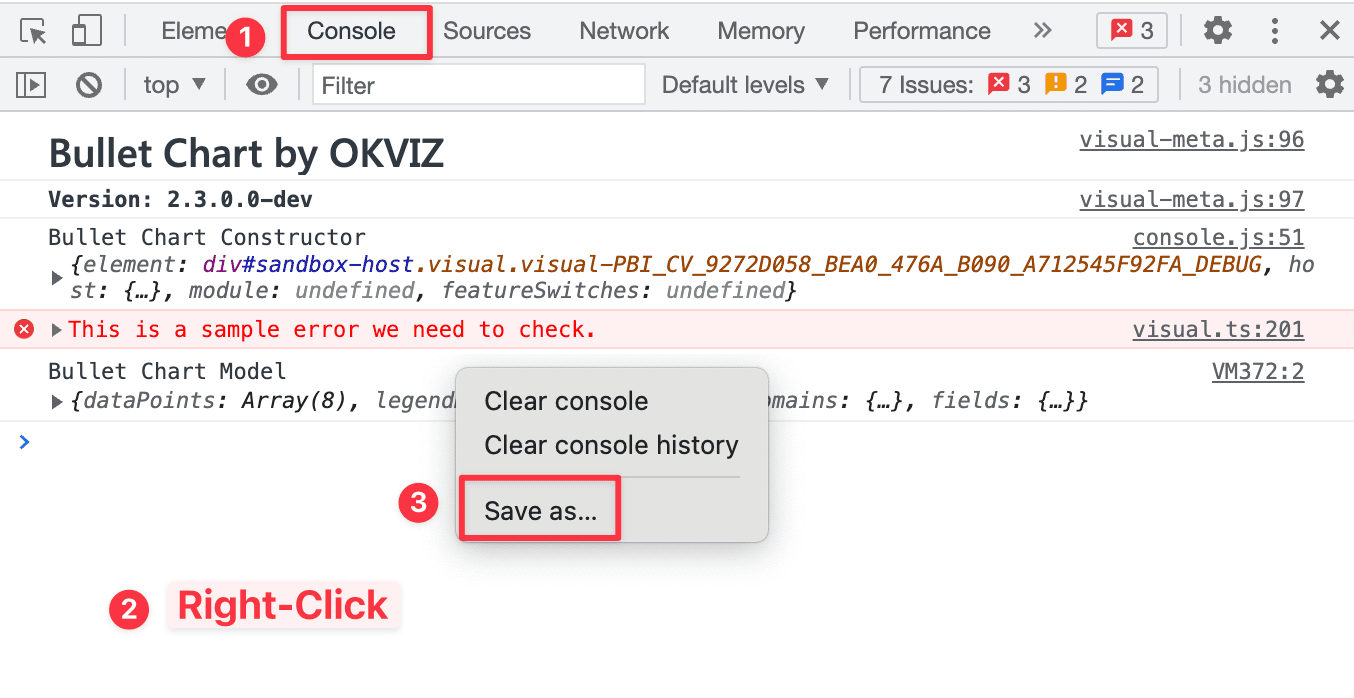 Eleme 1 Console Sources Network Memory Performance » 3
top ▼ Filter Default levels ▼ 7 Issues: 3 2 2 3 hidden
Bullet Chart by OKVIZ visual-meta.js:96
Version: 2.3.0.0-dev visual-meta.js:97
Bullet Chart Constructor console.js:51
{element: div#sandbox-host.visual.visual-PBI_CV_9272D058_BEA0_476A_B090_A712545F92FA_DEBUG, ho
st: {…}, module: undefined, featureSwitches: undefined}
This is a sample error we need to check. visual.ts:201
Bullet Chart Model VM372:2
{dataPoints: Array(8), legend omains: {…}, fields: {…}}
Clear console
Clear console history
3 Save as...
2 Right-Click